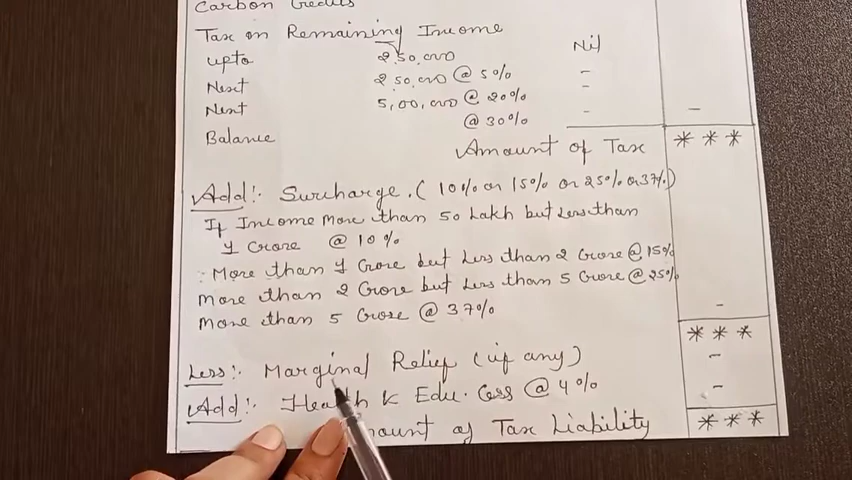 Carbon Credits
Tax on Remaining Income
upto 2,50,000 Nil
Next 2,50,000 @ 5% -
Next 5,00,000 @ 20% -
Balance @ 30% - -
Amount of Tax ***
Add:- Surcharge. (10% or 15% or 25% or 37%)
If Income More than 50 Lakh but Less than
1 Crore @ 10%
More than 1 Crore but Less than 2 Crore @ 15%
More than 2 Crore but Less than 5 Crore @ 25%
More than 5 Crore @ 37% -
***
Less:- Marginal Relief (if any) -
Add:- Health & Edu. Cess @ 4% -
of Tax Liability ***